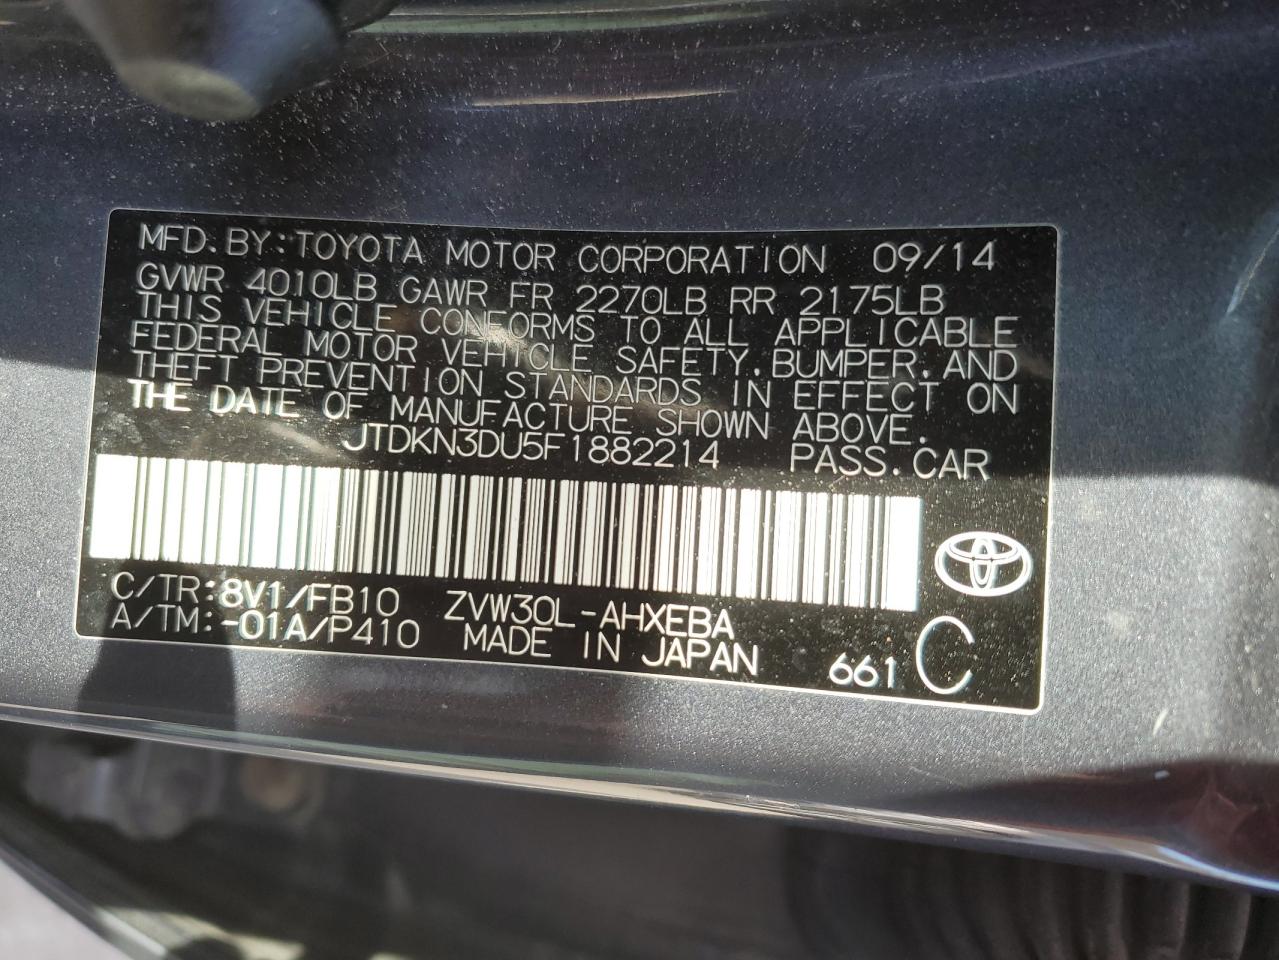 MFD.BY:TOYOTA MOTOR CORPORATION 09/14
GVWR 4010LB GAWR FR 2270LB RR 2175LB
THIS VEHICLE CONFORMS TO ALL APPLICABLE
FEDERAL MOTOR VEHICLE SAFETY.BUMPER.AND
THEFT PREVENTION STANDARDS IN EFFECT ON
THE DATE OF MANUFACTURE SHOWN ABOVE.
JTDKN3DU5F1882214 PASS.CAR
C/TR:8V1/FB10 ZVW30L-AHXEBA
A/TM:-01A/P410 MADE IN JAPAN 661 C